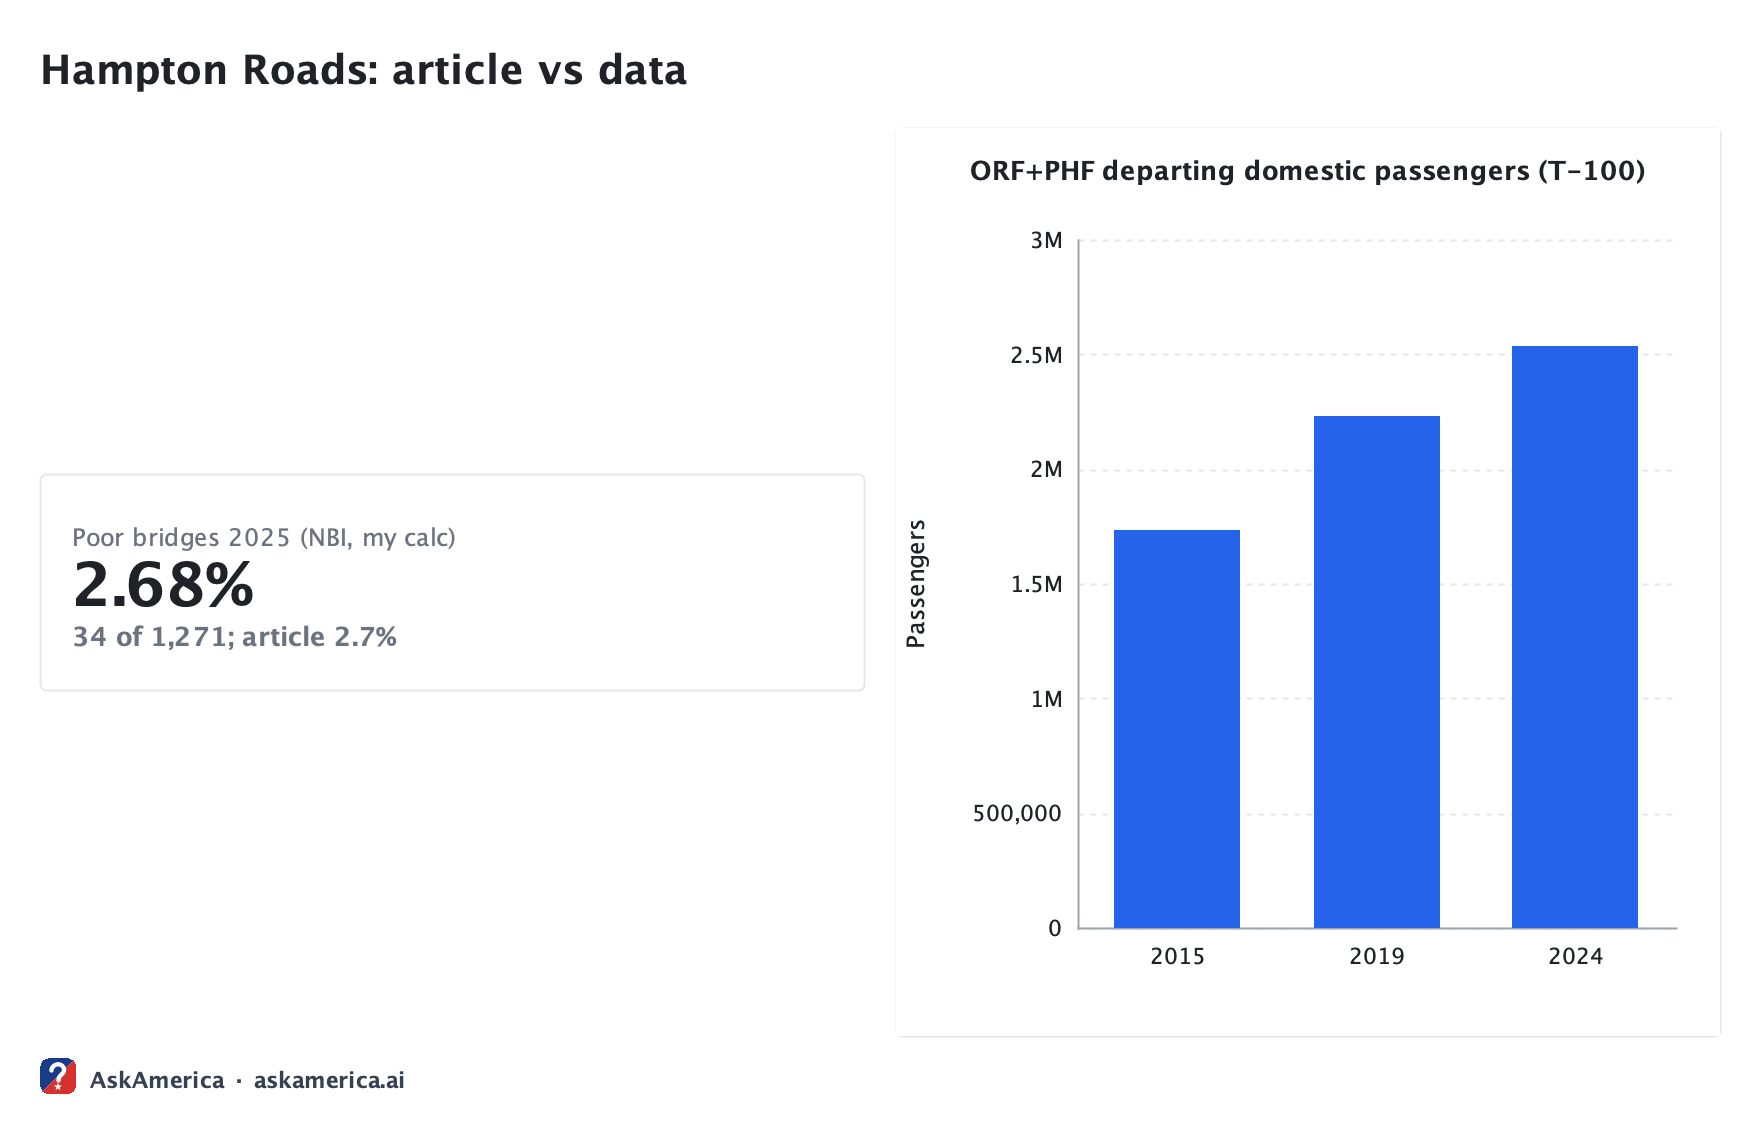 Hampton Roads: article vs data
Poor bridges 2025 (NBI, my calc)
2.68%
34 of 1,271; article 2.7%
ORF+PHF departing domestic passengers (T-100)
Passengers
3M
2.5M
2M
1.5M
1M
500,000
0
2015
2019
2024
AskAmerica · askamerica.ai